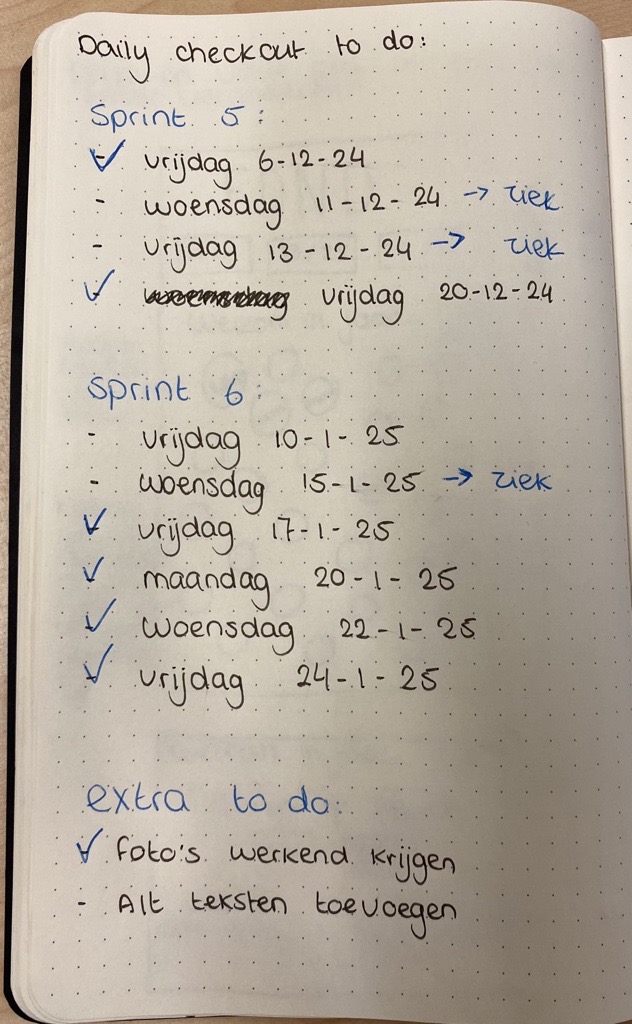 Daily checkout to do:
Sprint 5:
✓ vrijdag 6-12-24
- woensdag 11-12-24 → ziek
- vrijdag 13-12-24 → ziek
✓ woensdag vrijdag 20-12-24
Sprint 6:
- vrijdag 10-1-25
- woensdag 15-1-25 → ziek
✓ vrijdag 17-1-25
✓ maandag 20-1-25
✓ woensdag 22-1-25
✓ vrijdag 24-1-25
extra to do:
✓ foto's werkend krijgen
- Alt teksten toevoegen